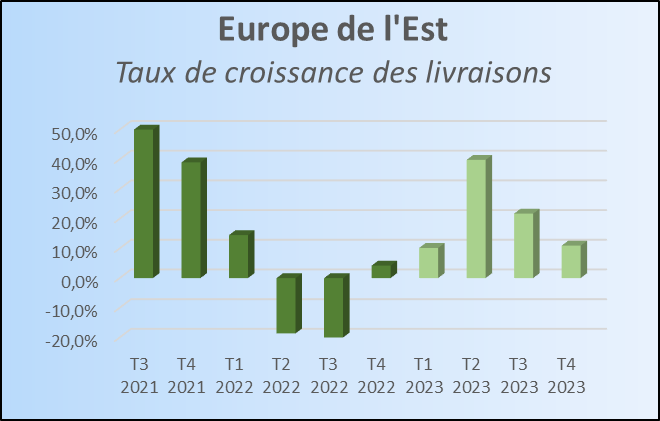 Europe de l'Est
Taux de croissance des livraisons
50,0%
40,0%
30,0%
20,0%
10,0%
0,0%
-10,0%
-20,0%
T3 T4 T1 T2 T3 T4 T1 T2 T3 T4
2021 2021 2022 2022 2022 2022 2023 2023 2023 2023